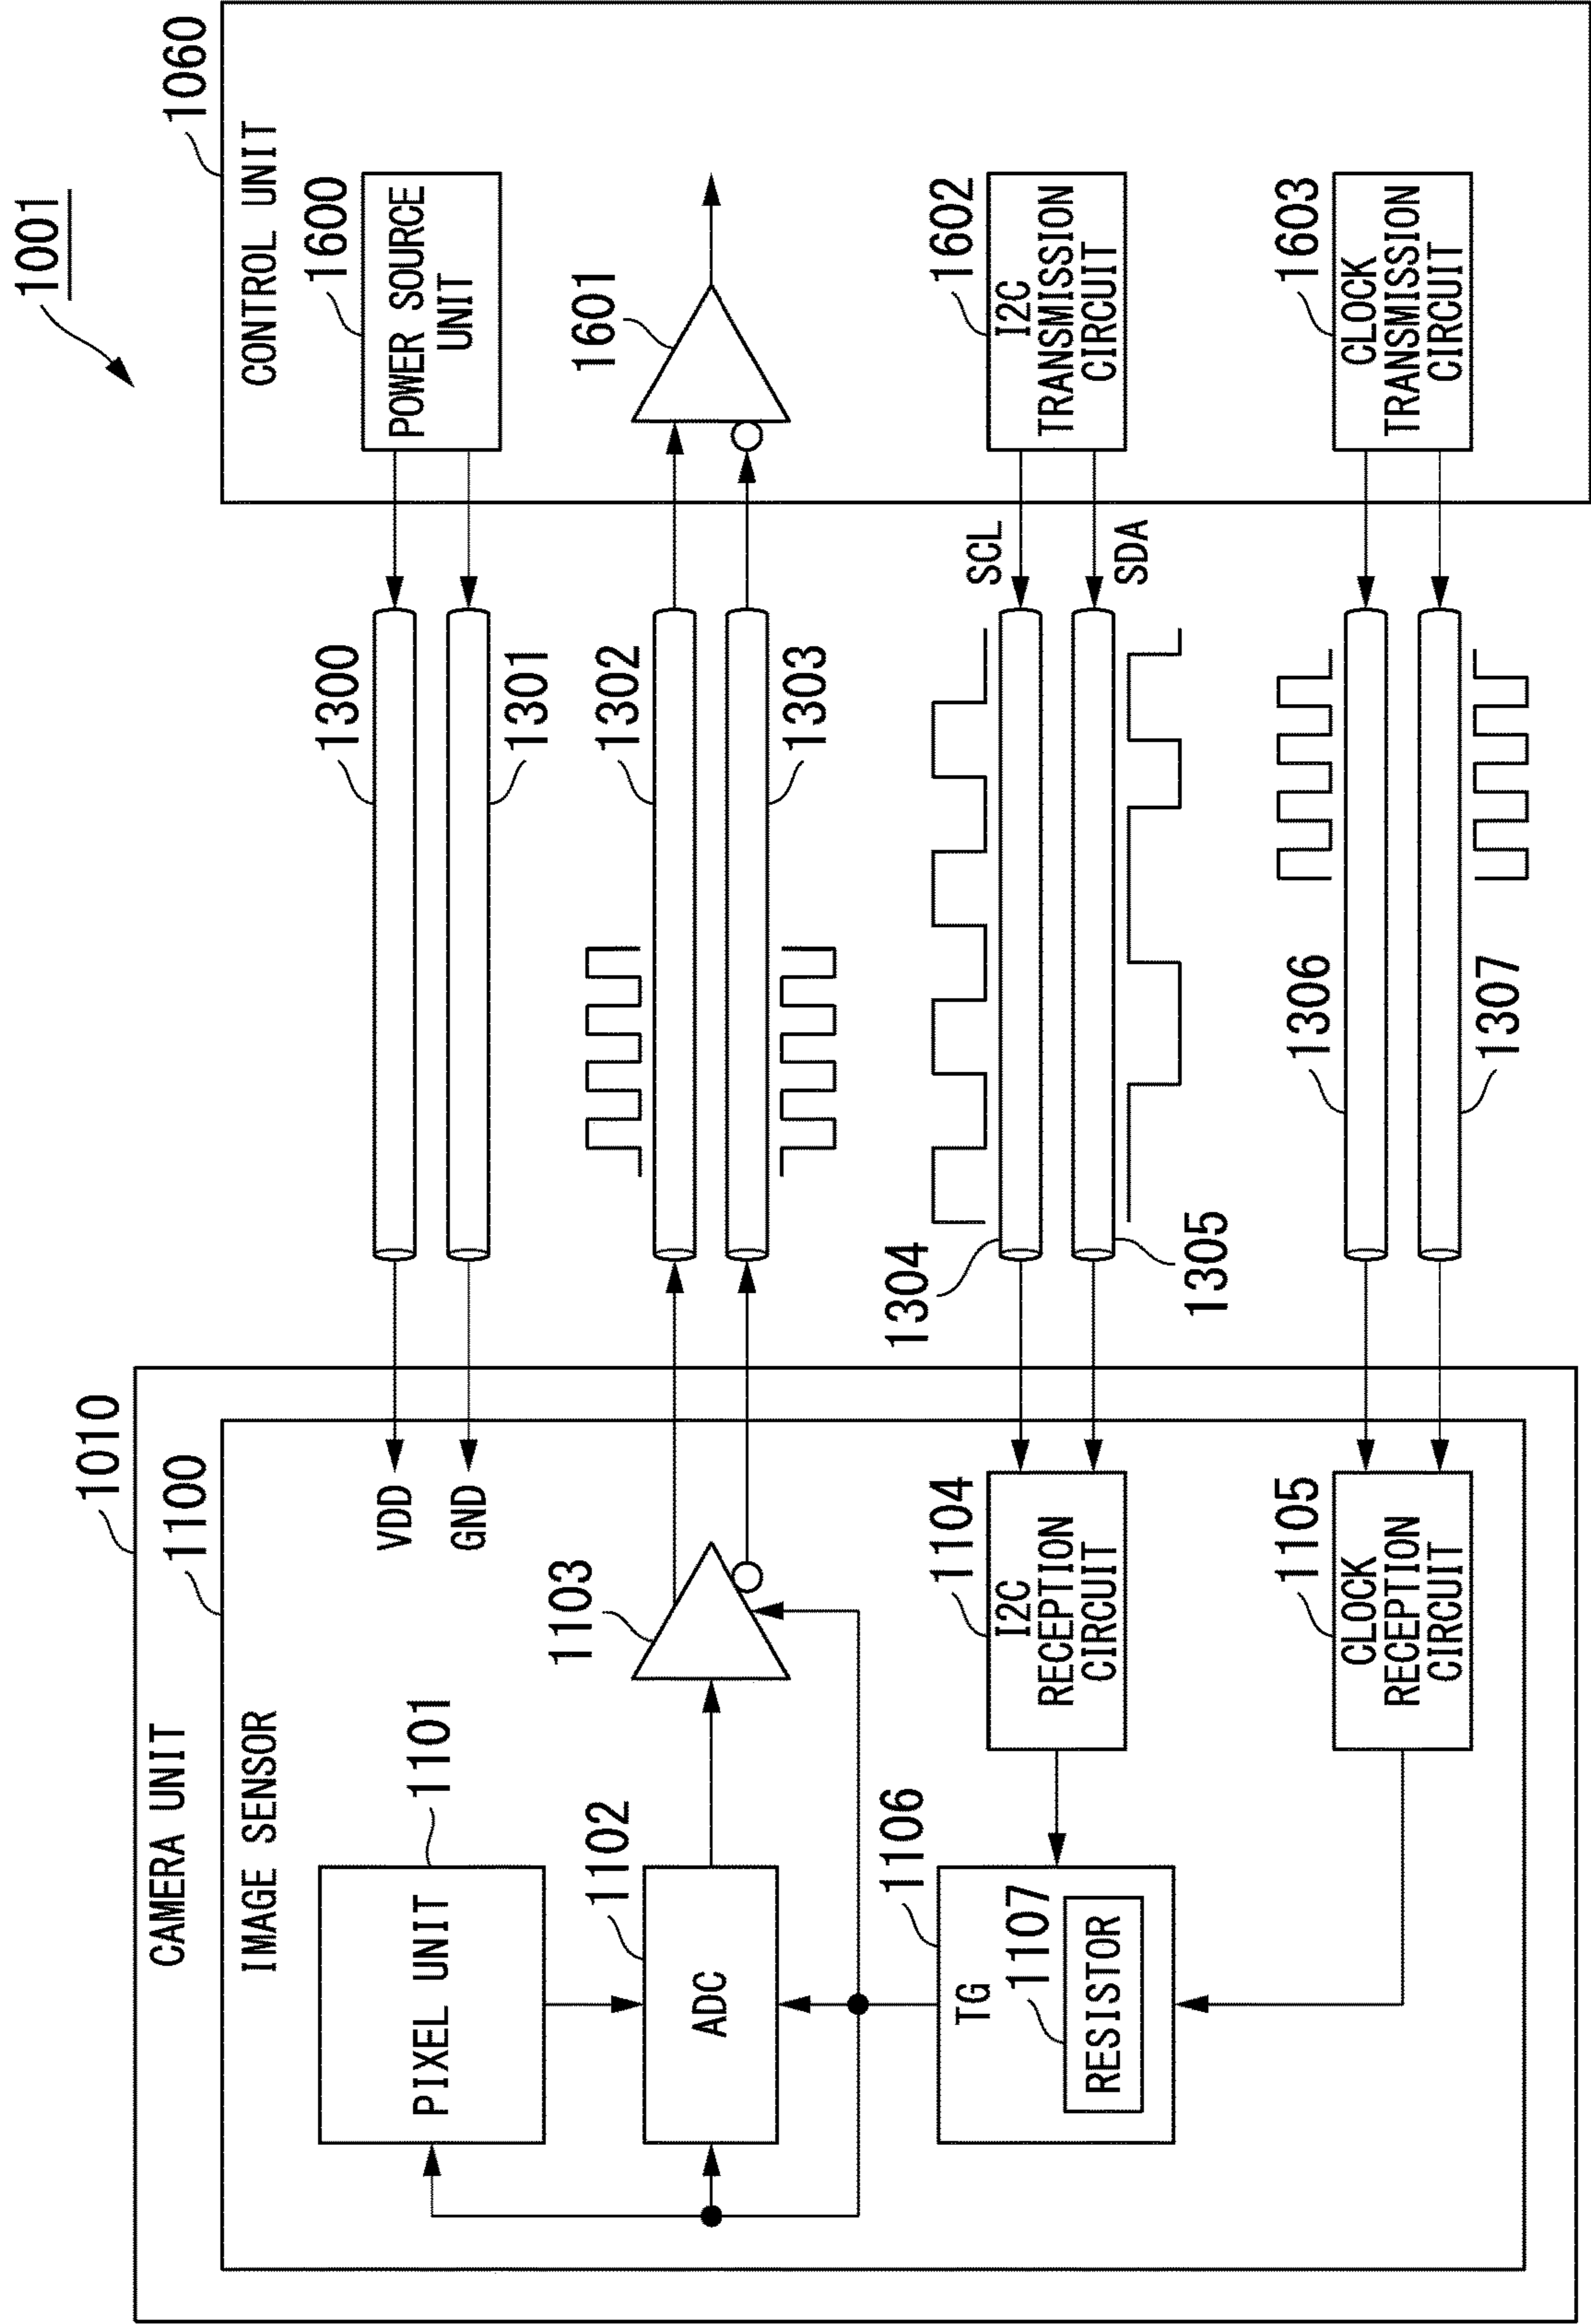 1001
1010
CAMERA UNIT
1100
IMAGE SENSOR
PIXEL UNIT
1101
1102
ADC
1103
VDD
GND
1106
TG
1107
RESISTOR
1104
I2C
RECEPTION
CIRCUIT
1105
CLOCK
RECEPTION
CIRCUIT
1300
1301
1302
1303
1304
1305
SCL
SDA
1306
1307
1060
CONTROL UNIT
1600
POWER SOURCE
UNIT
1601
1602
I2C
TRANSMISSION
CIRCUIT
1603
CLOCK
TRANSMISSION
CIRCUIT